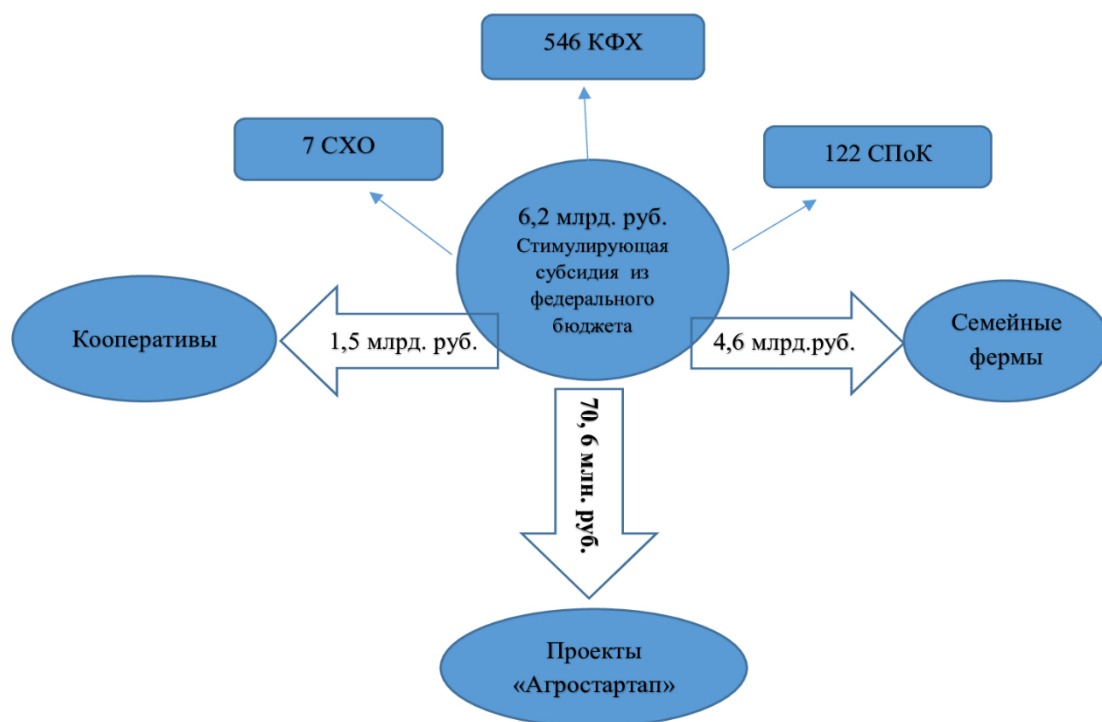 546 КФХ
7 СХО
122 СПоК
6,2 млрд. руб.
Стимулирующая
субсидия из
федерального
бюджета
Кооперативы
1,5 млрд. руб.
4,6 млрд.руб.
Семейные
фермы
70, 6 млн. руб.
Проекты
«Агростартап»